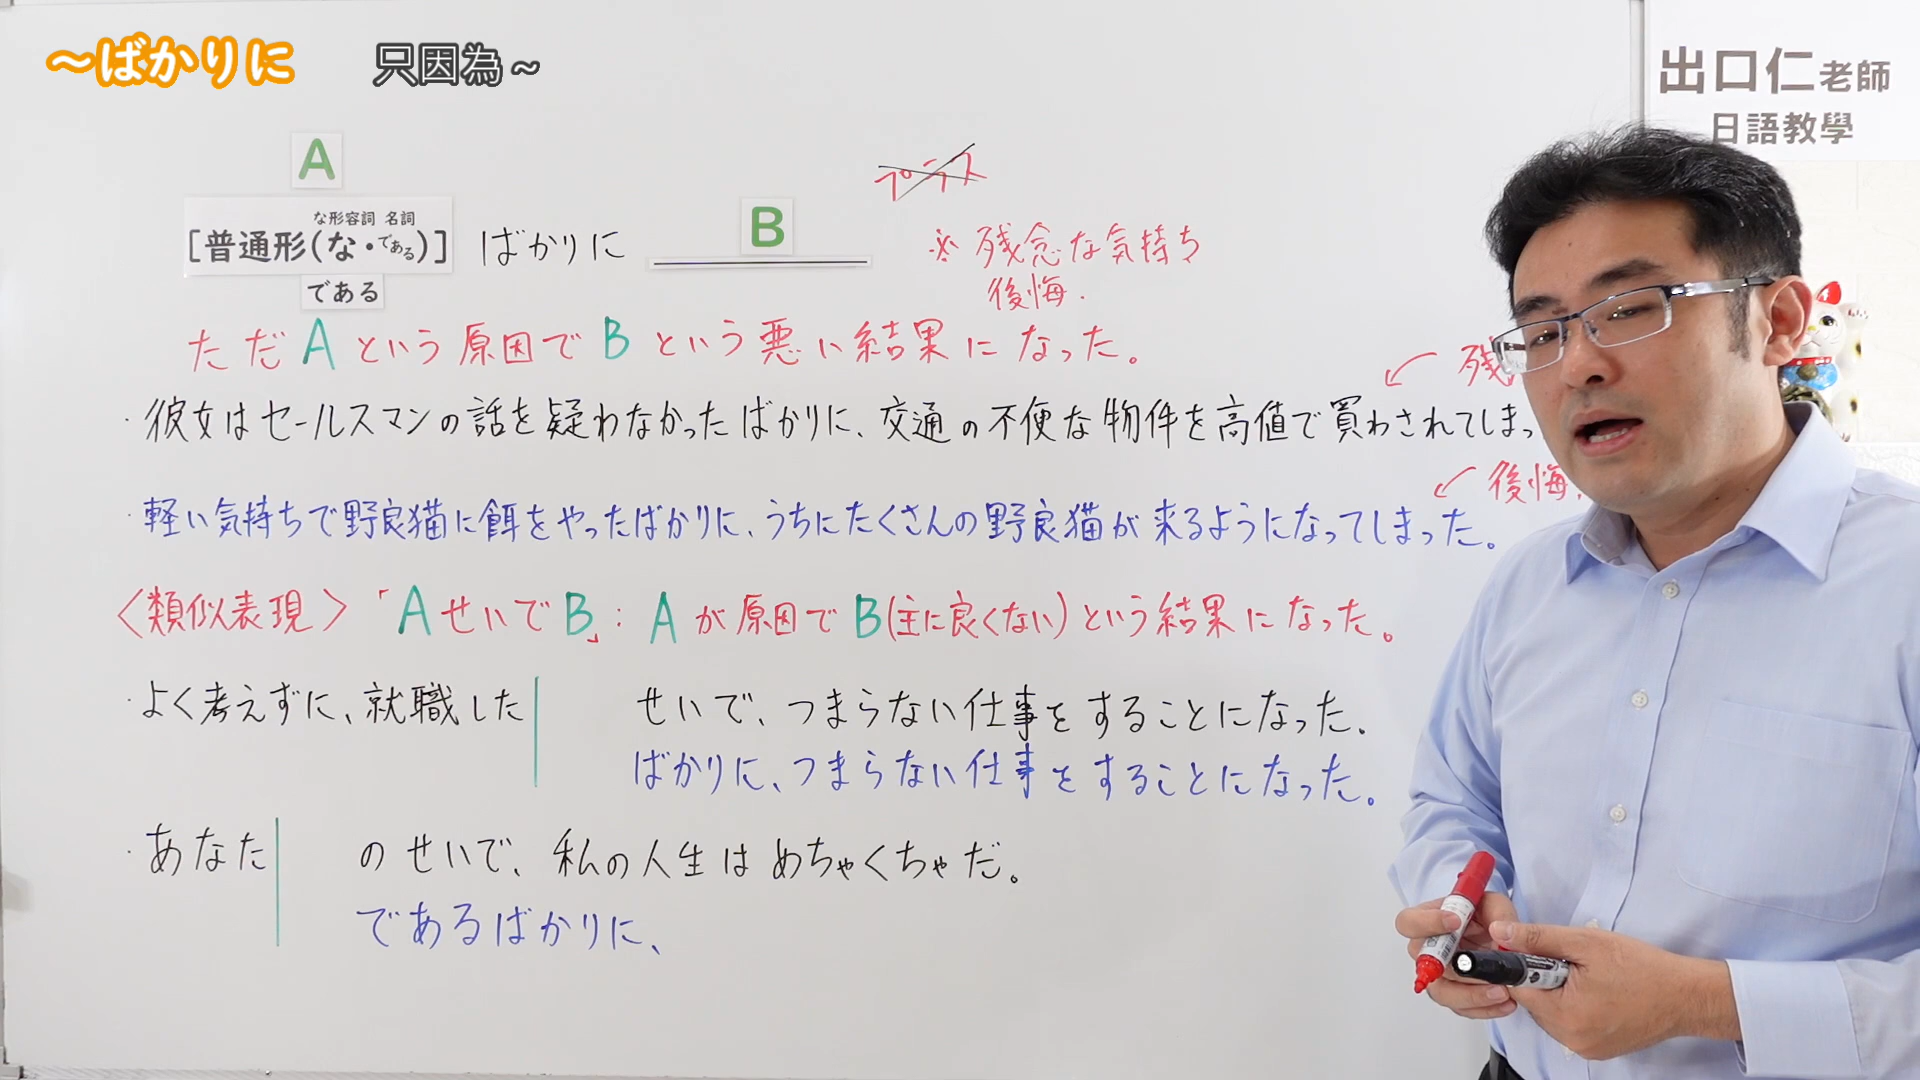 ～ばかりに 只因為～
出口仁老師
日語教學
A
な形容詞 名詞
[普通形(な・である)] ばかりに B
である
プラス
※残念な気持ち
後悔.
ただAという原因でBという悪い結果になった。
残
・彼女はセールスマンの話を疑わなかったばかりに、交通の不便な物件を高値で買わされてしまっ
後悔.
・軽い気持ちで野良猫に餌をやったばかりに、うちにたくさんの野良猫が来るようになってしまった。
〈類似表現〉「AせいでB」:Aが原因でB(主に良くない)という結果になった。
・よく考えずに、就職した せいで、つまらない仕事をすることになった.
ばかりに、つまらない仕事をすることになった。
・あなた のせいで、私の人生はめちゃくちゃだ。
であるばかりに、